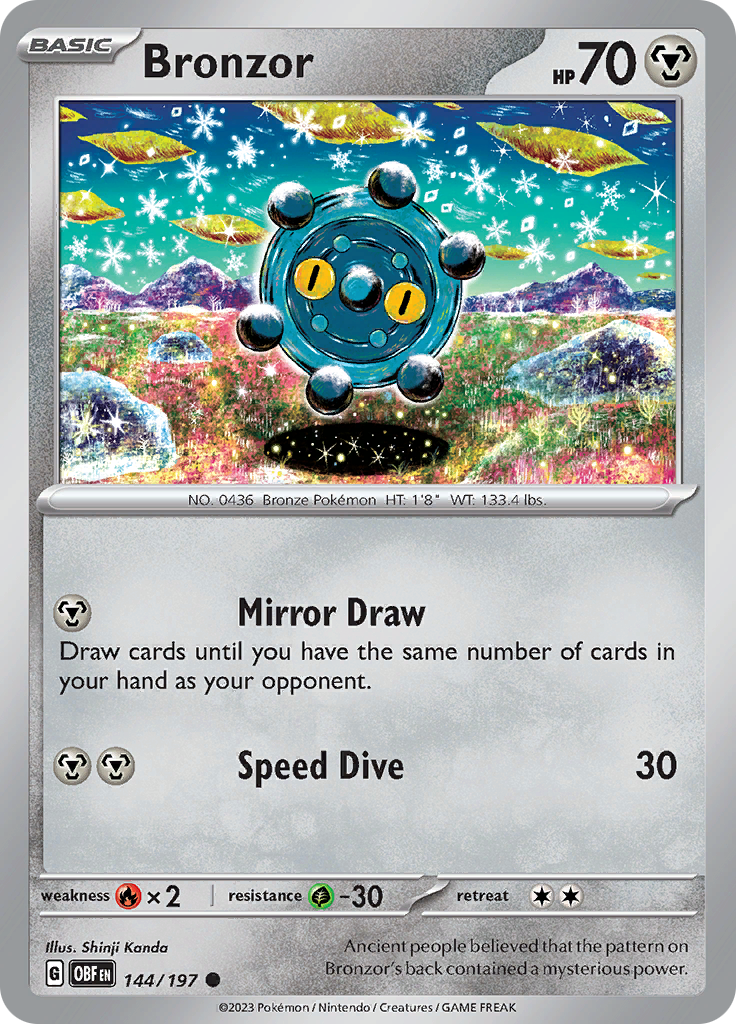 BASIC
Bronzor
HP 70
NO. 0436 Bronze Pokémon HT: 1'8" WT: 133.4 lbs.
Mirror Draw
Draw cards until you have the same number of cards in
your hand as your opponent.
Speed Dive 30
weakness ×2 resistance -30 retreat
Illus. Shinji Kanda
Ancient people believed that the pattern on
Bronzor's back contained a mysterious power.
G OBF EN 144/197
©2023 Pokémon / Nintendo / Creatures / GAME FREAK